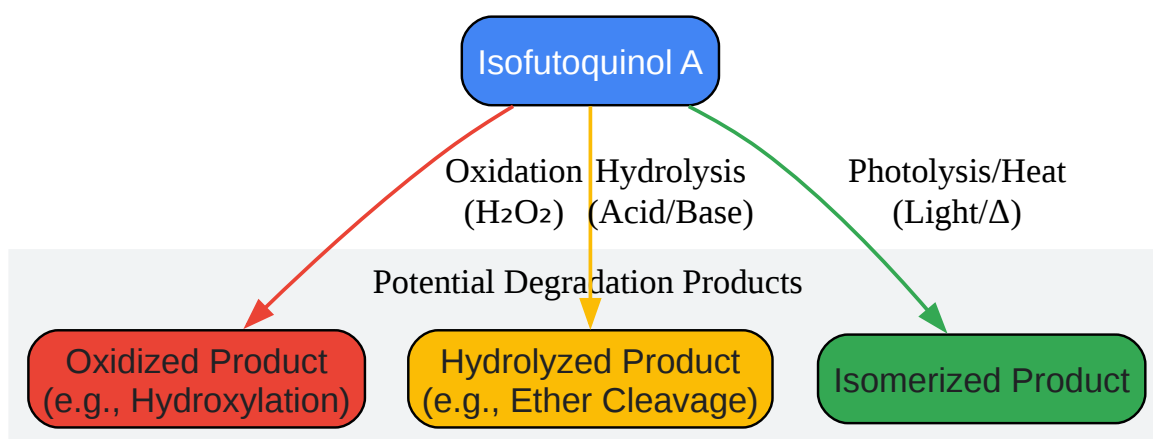 Isofutoquinol A
Oxidation
(H₂O₂)
Hydrolysis
(Acid/Base)
Photolysis/Heat
(Light/Δ)
Potential Degradation Products
Oxidized Product
(e.g., Hydroxylation)
Hydrolyzed Product
(e.g., Ether Cleavage)
Isomerized Product